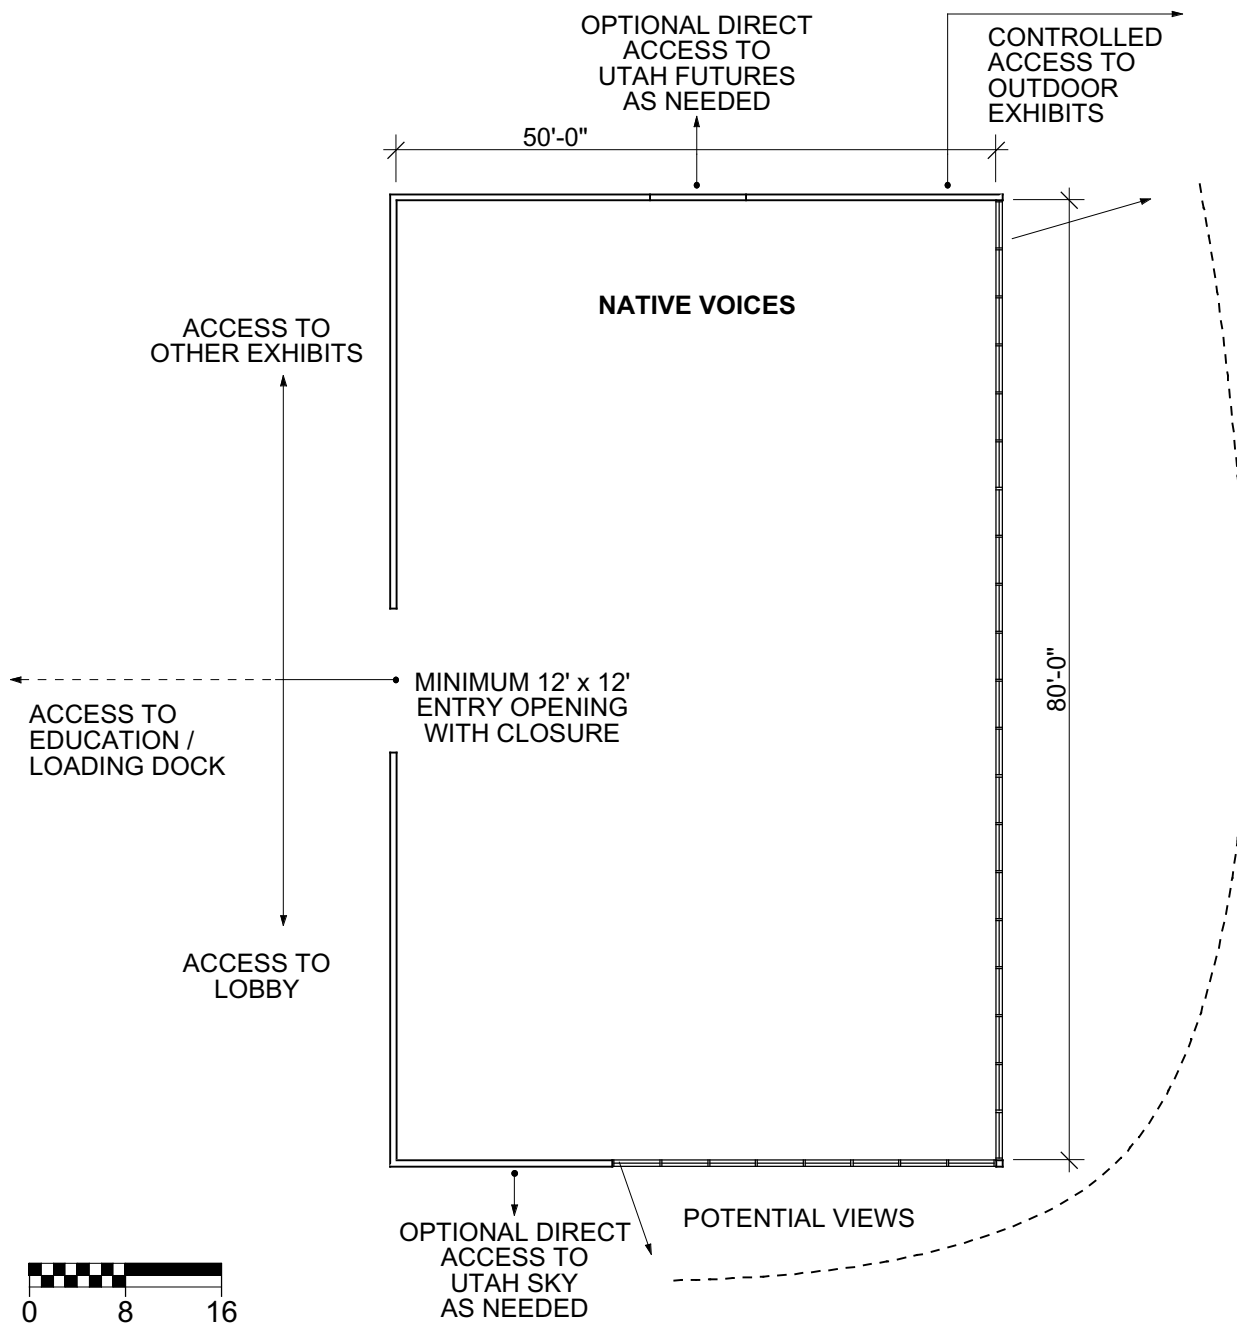 OPTIONAL DIRECT
ACCESS TO
UTAH FUTURES
AS NEEDED
CONTROLLED
ACCESS TO
OUTDOOR
EXHIBITS
50'-0"
NATIVE VOICES
ACCESS TO
OTHER EXHIBITS
MINIMUM 12' x 12'
ENTRY OPENING
WITH CLOSURE
80'-0"
ACCESS TO
EDUCATION /
LOADING DOCK
ACCESS TO
LOBBY
POTENTIAL VIEWS
OPTIONAL DIRECT
ACCESS TO
UTAH SKY
AS NEEDED
0 8 16